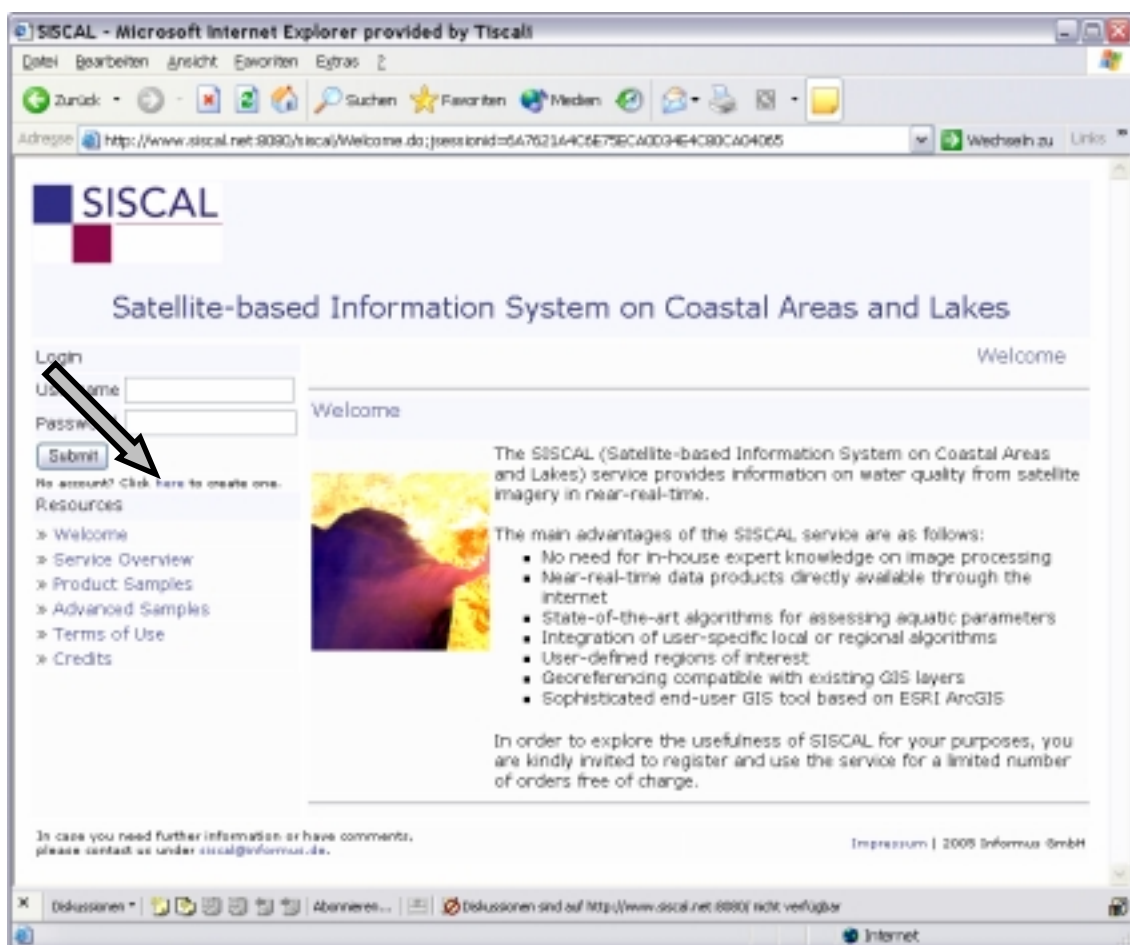 SISCAL - Microsoft Internet Explorer provided by Tiscali
Datei Bearbeiten Ansicht Favoriten Extras ?
Zurück Suchen Favoriten Medien
Adresse http://www.siscal.net:8080/siscal/Welcome.do;jsessionid=6A7621A4C6E75ECA0D34E4C80CA04065 Wechseln zu Links »
SISCAL
Satellite-based Information System on Coastal Areas and Lakes
Login
Welcome
Password
Submit
No account? Click here to create one.
Resources
» Welcome
» Service Overview
» Product Samples
» Advanced Samples
» Terms of Use
» Credits
Welcome
The SISCAL (Satellite-based Information System on Coastal Areas
and Lakes) service provides information on water quality from satellite
imagery in near-real-time.
The main advantages of the SISCAL service are as follows:
▪ No need for in-house expert knowledge on image processing
▪ Near-real-time data products directly available through the
internet
▪ State-of-the-art algorithms for assessing aquatic parameters
▪ Integration of user-specific local or regional algorithms
▪ User-defined regions of interest
▪ Georeferencing compatible with existing GIS layers
▪ Sophisticated end-user GIS tool based on ESRI ArcGIS
In order to explore the usefulness of SISCAL for your purposes, you
are kindly invited to register and use the service for a limited number
of orders free of charge.
In case you need further information or have comments,
please contact us under siscal@informus.de.
Impressum | 2005 Informus GmbH
Diskussionen Abonnieren... Diskussionen sind auf http://www.siscal.net:8080/ nicht verfügbar
Internet